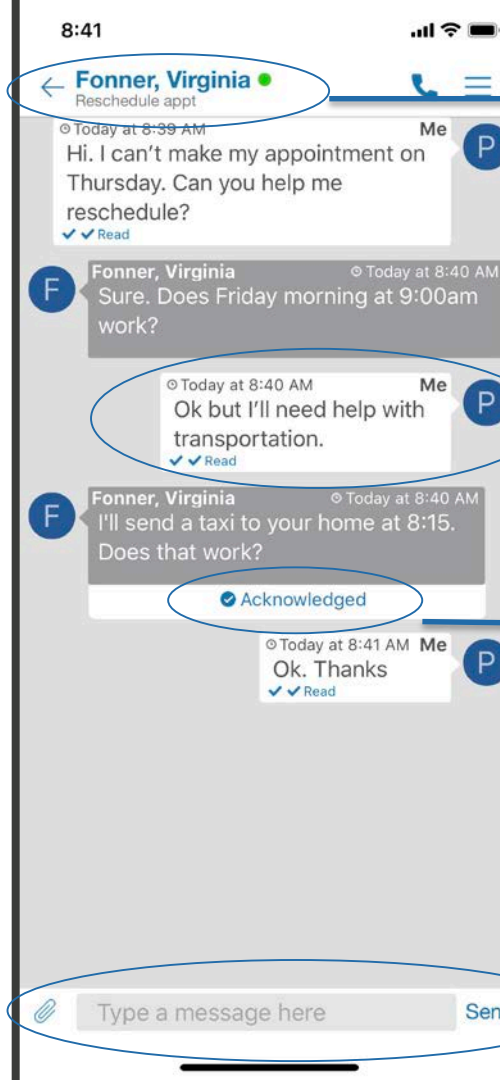 8:41
Fonner, Virginia
Reschedule appt
Today at 8:39 AM Me
Hi. I can't make my appointment on
Thursday. Can you help me
reschedule?
Read
P
Fonner, Virginia Today at 8:40 AM
F
Sure. Does Friday morning at 9:00am
work?
Today at 8:40 AM Me
P
Ok but I'll need help with
transportation.
Read
Fonner, Virginia Today at 8:40 AM
F
I'll send a taxi to your home at 8:15.
Does that work?
Acknowledged
Today at 8:41 AM Me
P
Ok. Thanks
Read
Type a message here Sen